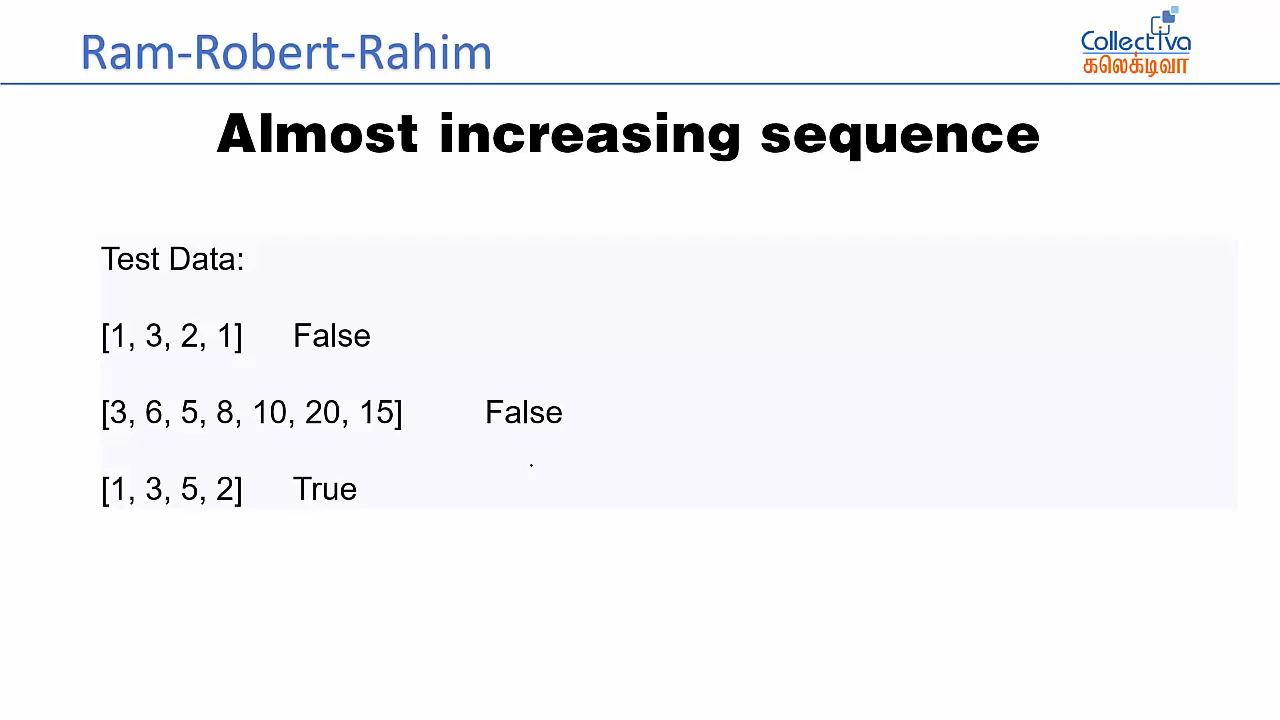 Ram-Robert-Rahim
Collectiva
கலெக்டிவா
Almost increasing sequence
Test Data:
[1, 3, 2, 1] False
[3, 6, 5, 8, 10, 20, 15] False
[1, 3, 5, 2] True